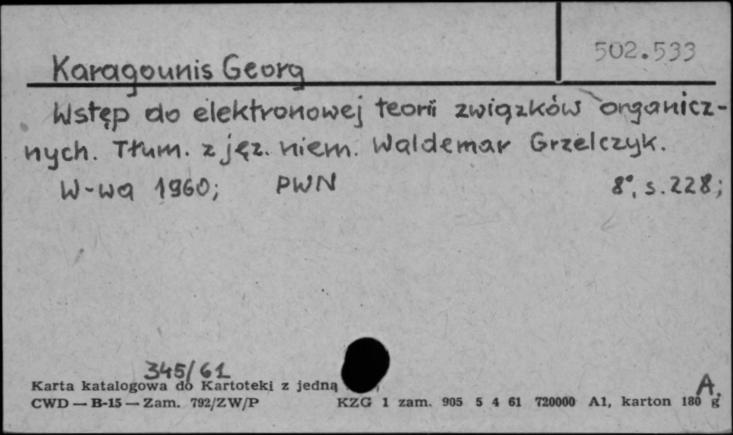 502.533
Karagounis Georg
Wstęp do elektronowej teorii związków organicz-
nych. Tłum. z jęz. niem. Waldemar Grzelczyk.
W-wa 1960; PWN 8°, s. 228;
345/61
Karta katalogowa do Kartoteki z jedną
A.
CWD — B-15 — Zam. 792/ZW/P KZG 1 zam. 905 5 4 61 720000 A1, karton 180 g